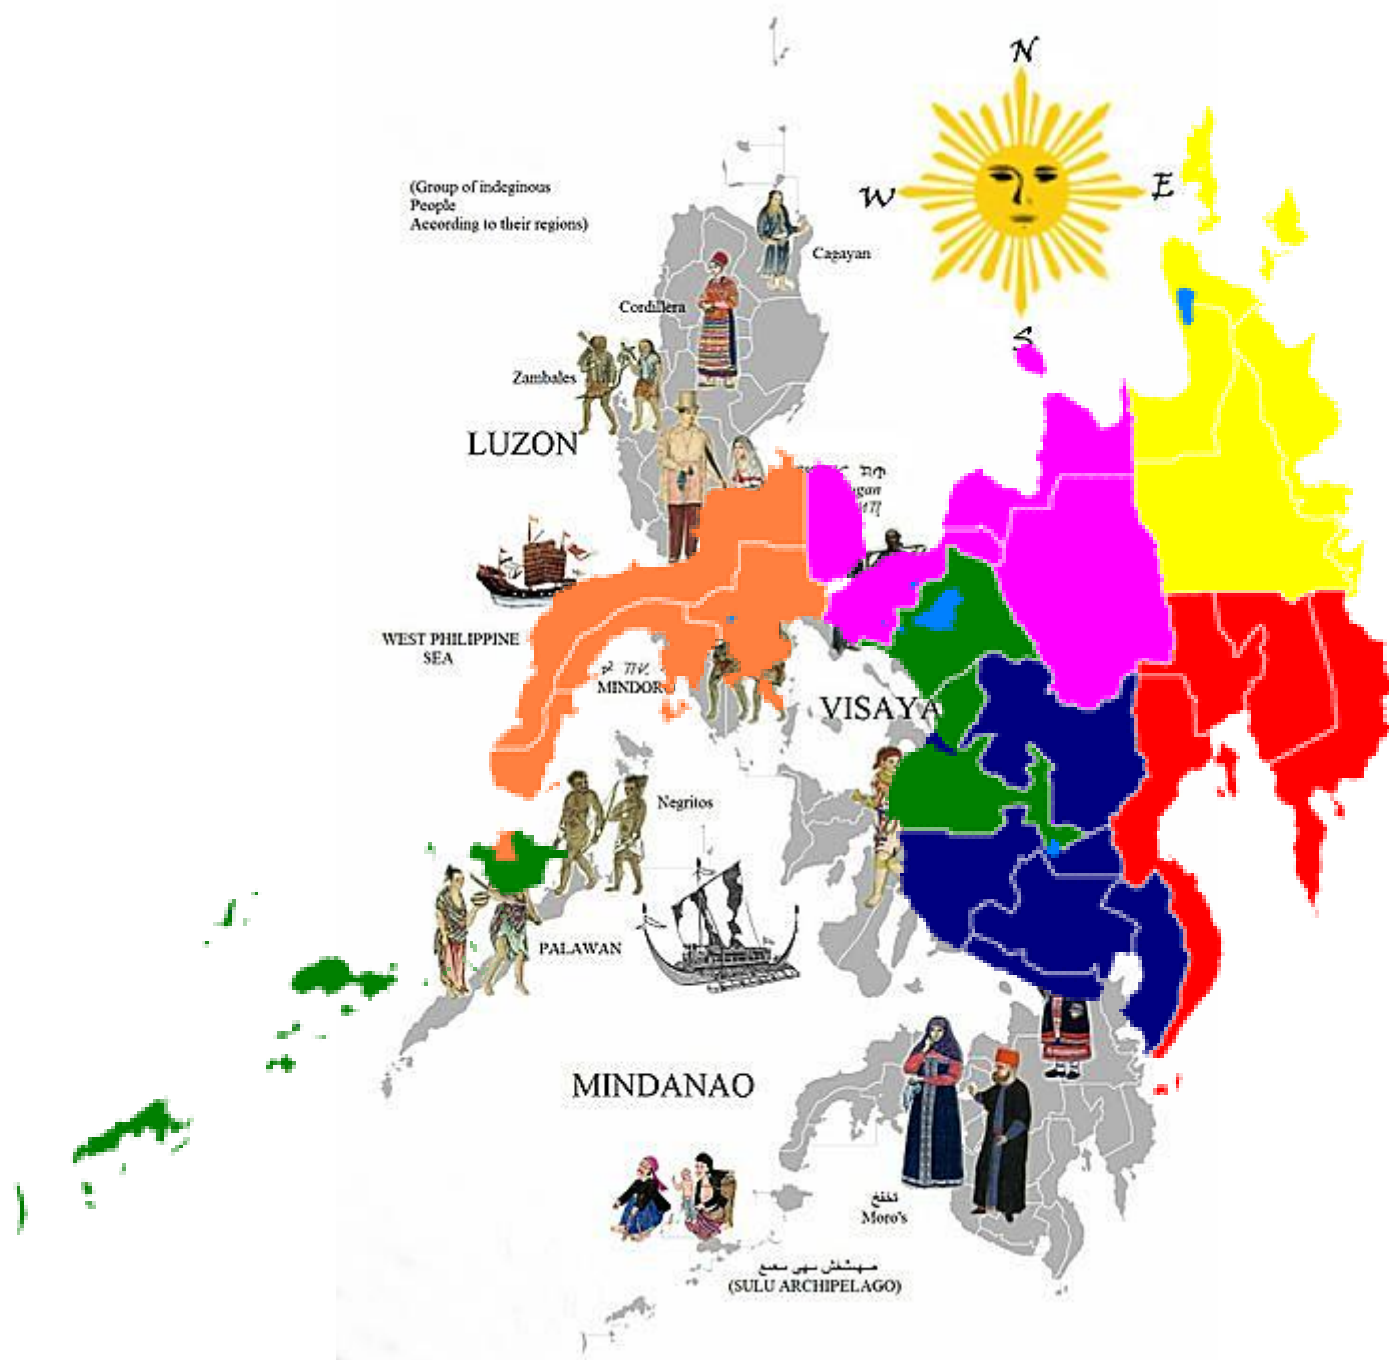 N
(Group of indeginous
People
According to their regions)
W
E
Cagayan
Cordillera
S
Zambales
LUZON
WEST PHILIPPINE
SEA
MINDOR
VISAYA
Negritos
PALAWAN
MINDANAO
Moro's
(SULU ARCHIPELAGO)